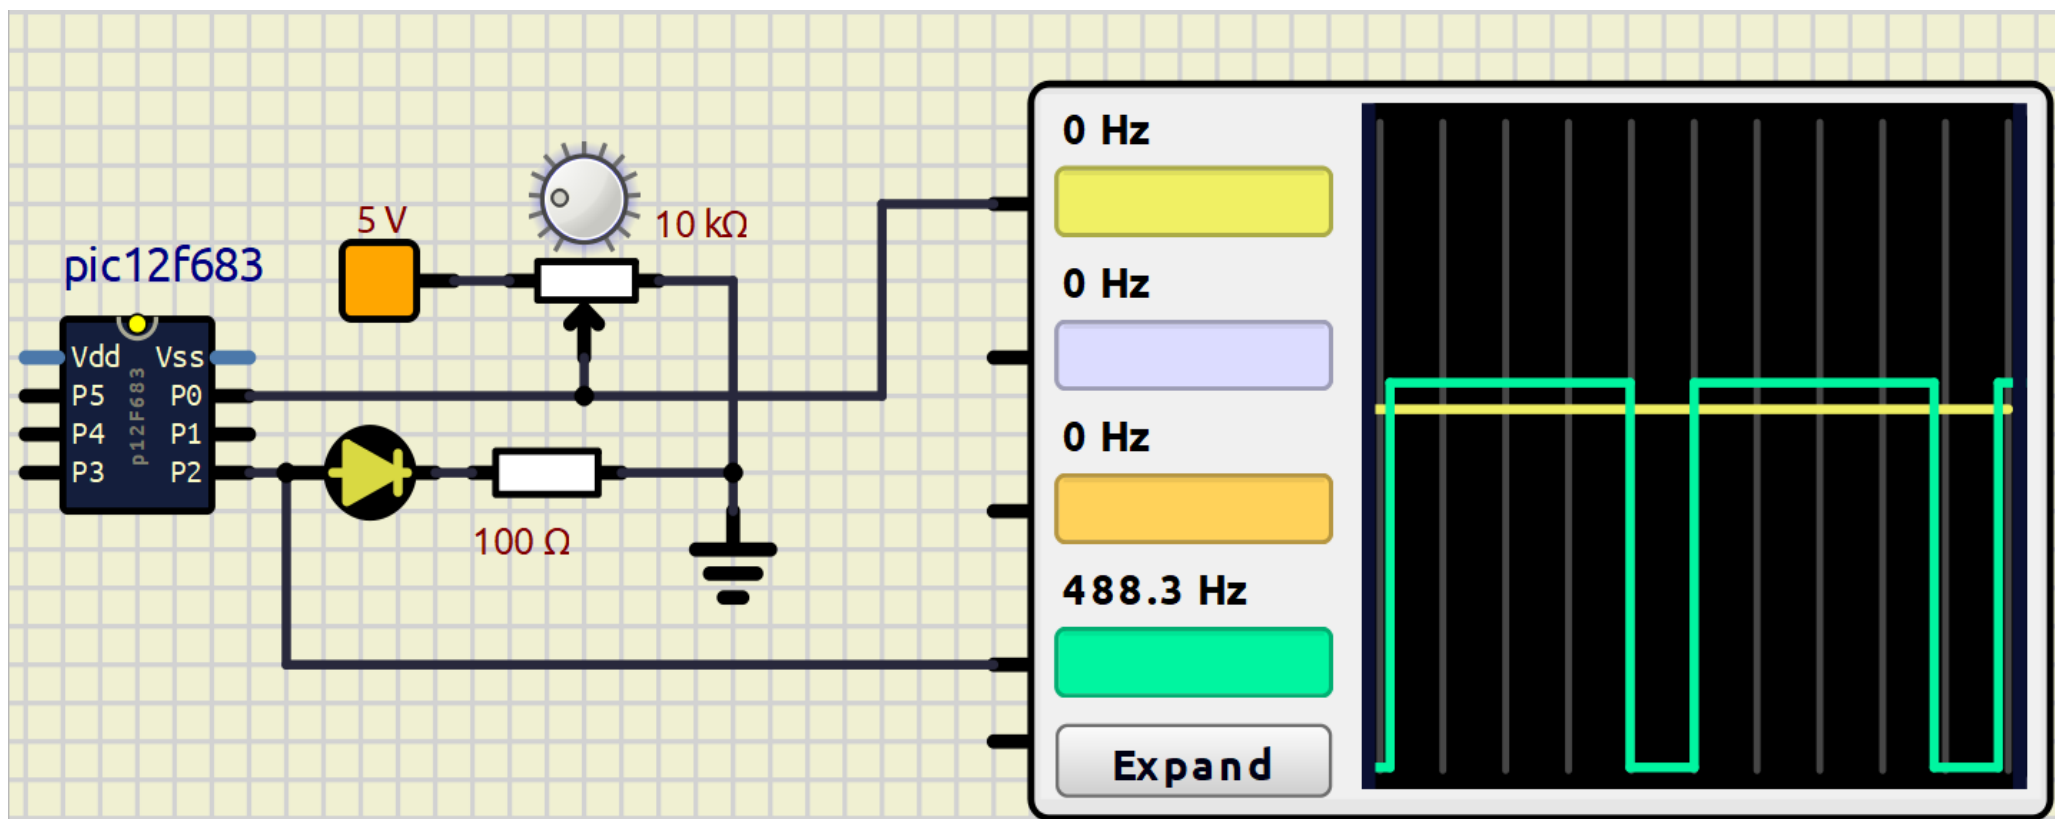 pic12f683
Vdd
Vss
P5
P0
P4
P1
P3
P2
p12F683
5 V
10 kΩ
100 Ω
0 Hz
0 Hz
0 Hz
488.3 Hz
Expand